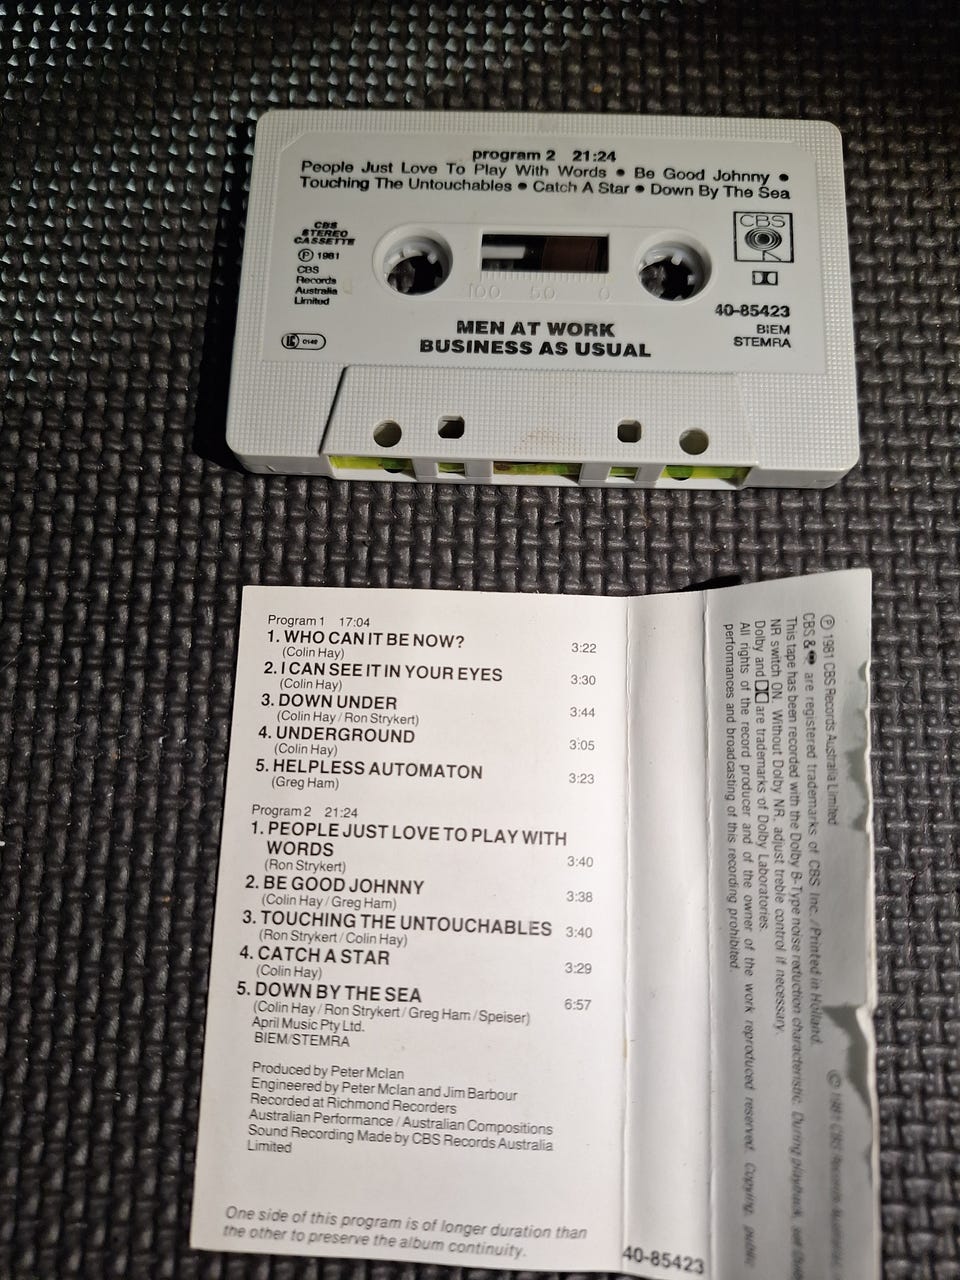 program 2 21:24
People Just Love To Play With Words • Be Good Johnny •
Touching The Untouchables • Catch A Star • Down By The Sea
CBS
STEREO
CASSETTE
Ⓟ 1981
CBS
Records
Australia
Limited
CBS
100 50 0
40-85423
BIEM
STEMRA
MEN AT WORK
BUSINESS AS USUAL
Program 1 17:04
1. WHO CAN IT BE NOW? 3:22
(Colin Hay)
2. I CAN SEE IT IN YOUR EYES 3:30
(Colin Hay)
3. DOWN UNDER 3:44
(Colin Hay / Ron Strykert)
4. UNDERGROUND 3:05
(Colin Hay)
5. HELPLESS AUTOMATON 3:23
(Greg Ham)
Program 2 21:24
1. PEOPLE JUST LOVE TO PLAY WITH
WORDS 3:40
(Ron Strykert)
2. BE GOOD JOHNNY 3:38
(Colin Hay / Greg Ham)
3. TOUCHING THE UNTOUCHABLES 3:40
(Ron Strykert / Colin Hay)
4. CATCH A STAR 3:29
(Colin Hay)
5. DOWN BY THE SEA 6:57
(Colin Hay / Ron Strykert / Greg Ham / Speiser)
April Music Pty Ltd.
BIEM/STEMRA
Produced by Peter McIan
Engineered by Peter McIan and Jim Barbour
Recorded at Richmond Recorders
Australian Performance / Australian Compositions
Sound Recording Made by CBS Records Australia
Limited
One side of this program is of longer duration than
the other to preserve the album continuity.
40-85423
Ⓟ 1981 CBS Records Australia Limited © 1981 CBS Records
CBS & are registered trademarks of CBS Inc. / Printed in Holland.
This tape has been recorded with the Dolby B-Type noise reduction characteristic. During playback, set
NR switch ON. Without Dolby NR, adjust treble control if necessary.
Dolby and are trademarks of Dolby Laboratories.
All rights of the record producer and of the owner of the work reproduced reserved. Copying, public
performances and broadcasting of this recording prohibited.